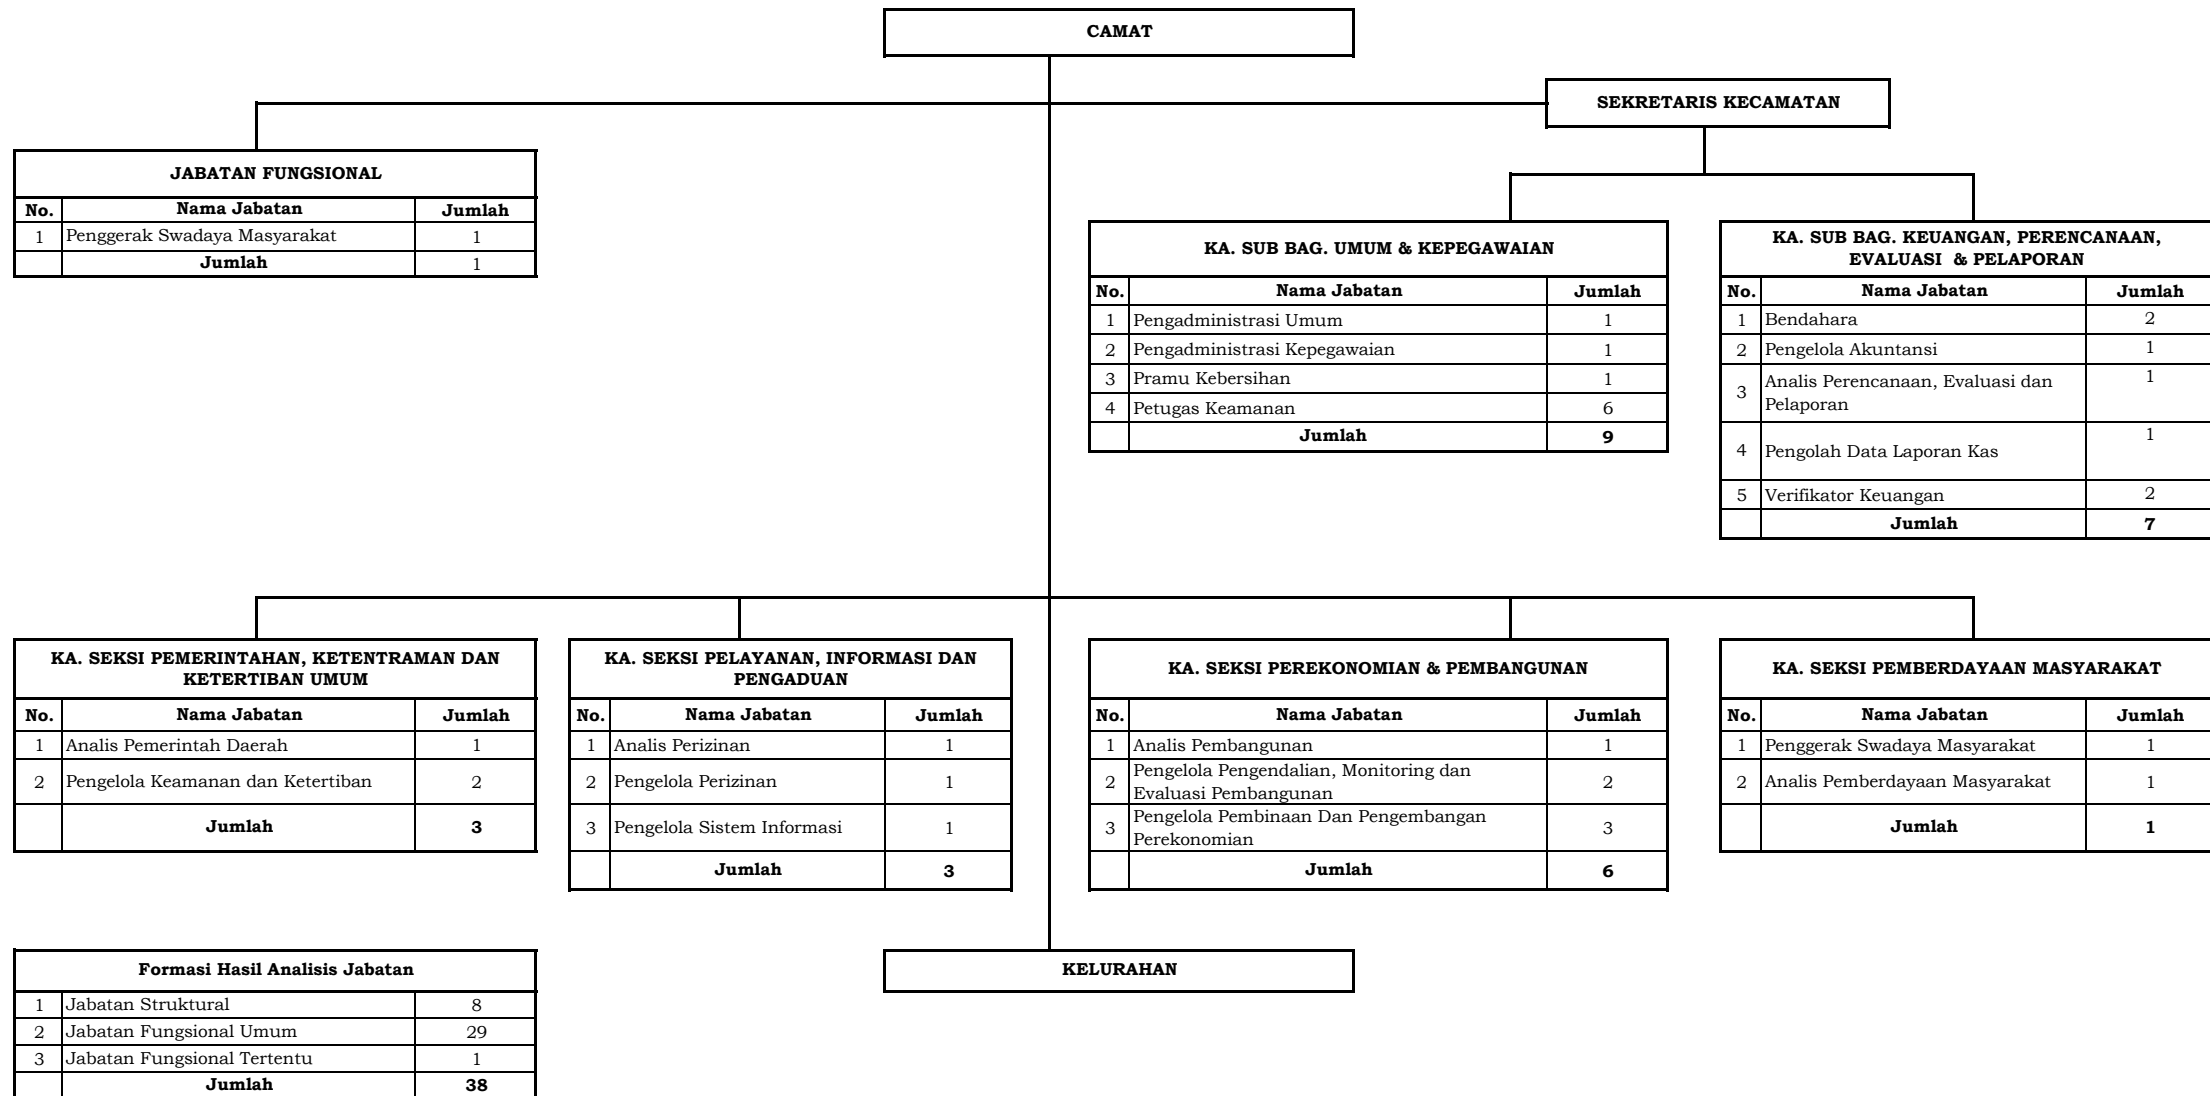 CAMAT
SEKRETARIS KECAMATAN
JABATAN FUNGSIONAL
No. Nama Jabatan Jumlah
1 Penggerak Swadaya Masyarakat 1
Jumlah 1
KA. SUB BAG. UMUM & KEPEGAWAIAN
No. Nama Jabatan Jumlah
1 Pengadministrasi Umum 1
2 Pengadministrasi Kepegawaian 1
3 Pramu Kebersihan 1
4 Petugas Keamanan 6
Jumlah 9
KA. SUB BAG. KEUANGAN, PERENCANAAN,
EVALUASI & PELAPORAN
No. Nama Jabatan Jumlah
1 Bendahara 2
2 Pengelola Akuntansi 1
3 Analis Perencanaan, Evaluasi dan 1
Pelaporan
4 Pengolah Data Laporan Kas 1
5 Verifikator Keuangan 2
Jumlah 7
KA. SEKSI PEMERINTAHAN, KETENTRAMAN DAN
KETERTIBAN UMUM
No. Nama Jabatan Jumlah
1 Analis Pemerintah Daerah 1
2 Pengelola Keamanan dan Ketertiban 2
Jumlah 3
KA. SEKSI PELAYANAN, INFORMASI DAN
PENGADUAN
No. Nama Jabatan Jumlah
1 Analis Perizinan 1
2 Pengelola Perizinan 1
3 Pengelola Sistem Informasi 1
Jumlah 3
KA. SEKSI PEREKONOMIAN & PEMBANGUNAN
No. Nama Jabatan Jumlah
1 Analis Pembangunan 1
2 Pengelola Pengendalian, Monitoring dan 2
Evaluasi Pembangunan
3 Pengelola Pembinaan Dan Pengembangan 3
Perekonomian
Jumlah 6
KA. SEKSI PEMBERDAYAAN MASYARAKAT
No. Nama Jabatan Jumlah
1 Penggerak Swadaya Masyarakat 1
2 Analis Pemberdayaan Masyarakat 1
Jumlah 1
Formasi Hasil Analisis Jabatan
1 Jabatan Struktural 8
2 Jabatan Fungsional Umum 29
3 Jabatan Fungsional Tertentu 1
Jumlah 38
KELURAHAN